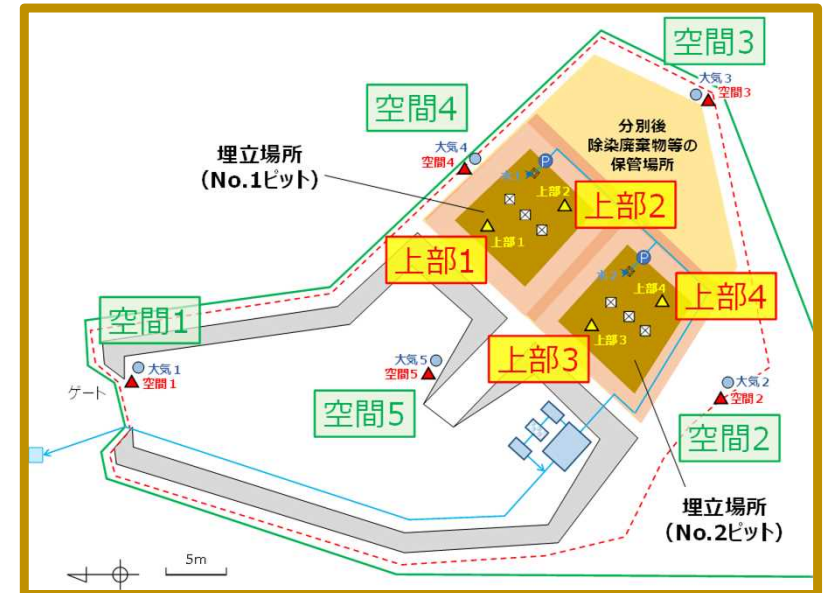 空間3
大気3
空間3
空間4
分別後
除染廃棄物等の
保管場所
大気4
空間4
埋立場所
(No.1ピット)
P
上部2
上部2
上部1
上部1
P
上部4
上部4
空間1
上部3
上部3
大気5
空間5
大気1
空間1
ゲート
大気2
空間2
空間5
空間2
埋立場所
(No.2ピット)
5m